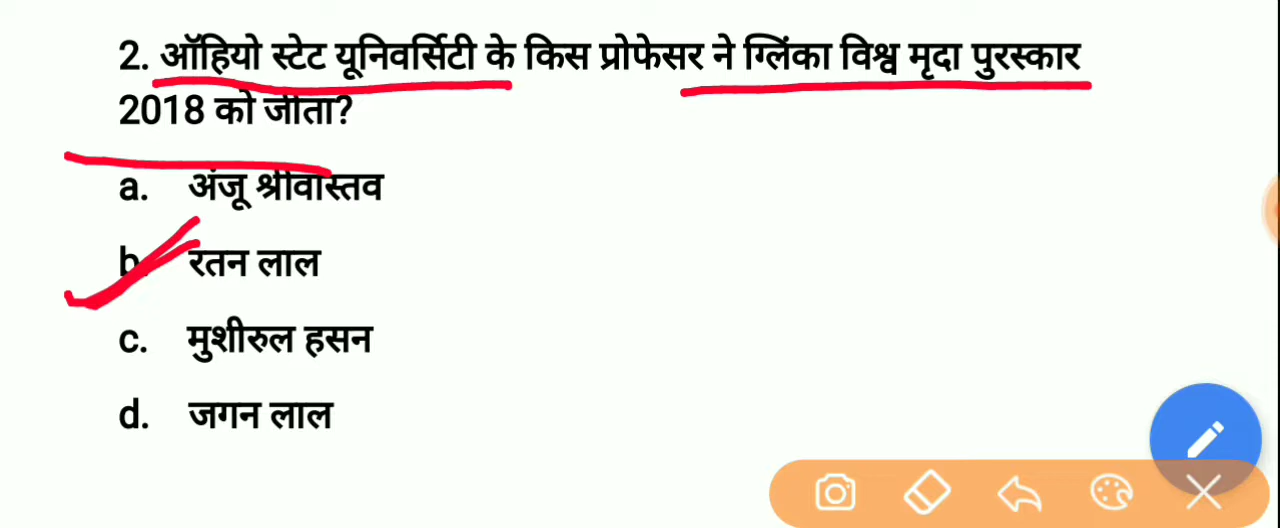 2. ऑहियो स्टेट यूनिवर्सिटी के किस प्रोफेसर ने ग्लिंका विश्व मृदा पुरस्कार
2018 को जीता?
a. अंजू श्रीवास्तव
b. रतन लाल
c. मुशीरुल हसन
d. जगन लाल